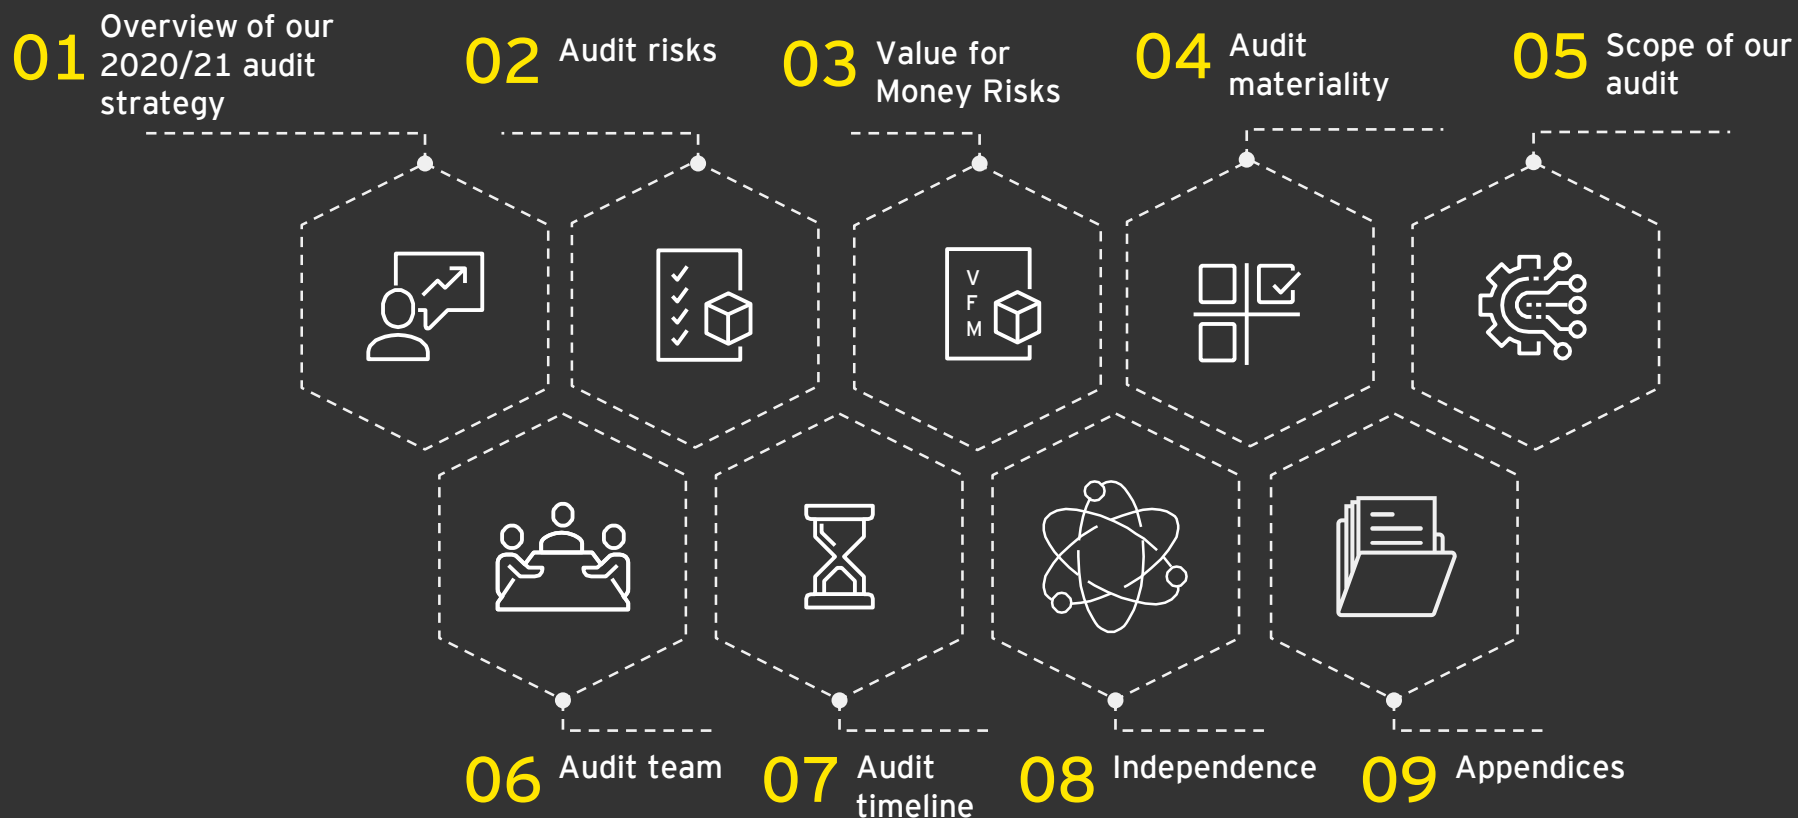 01 Overview of our
2020/21 audit
strategy
02 Audit risks
03 Value for
Money Risks
04 Audit
materiality
05 Scope of our
audit
V
F
M
06 Audit team
07 Audit
timeline
08 Independence
09 Appendices